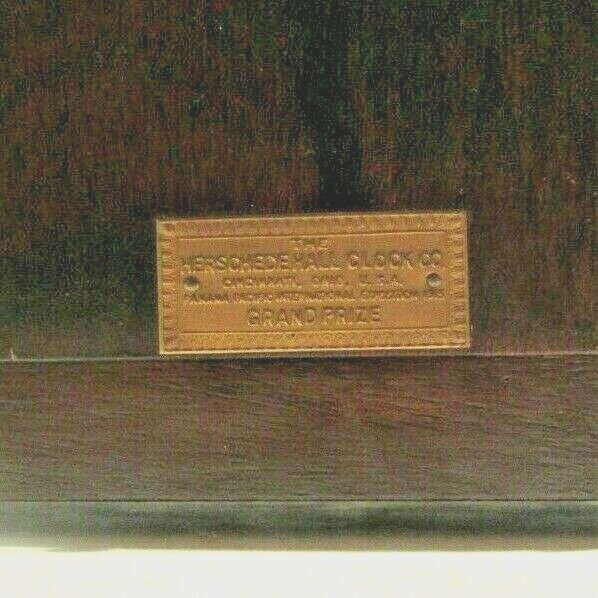 THE
HERSCHEDE HALL CLOCK CO
CINCINNATI, OHIO, U.S.A.
PANAMA PACIFIC INTERNATIONAL EXPOSITION 1915
GRAND PRIZE